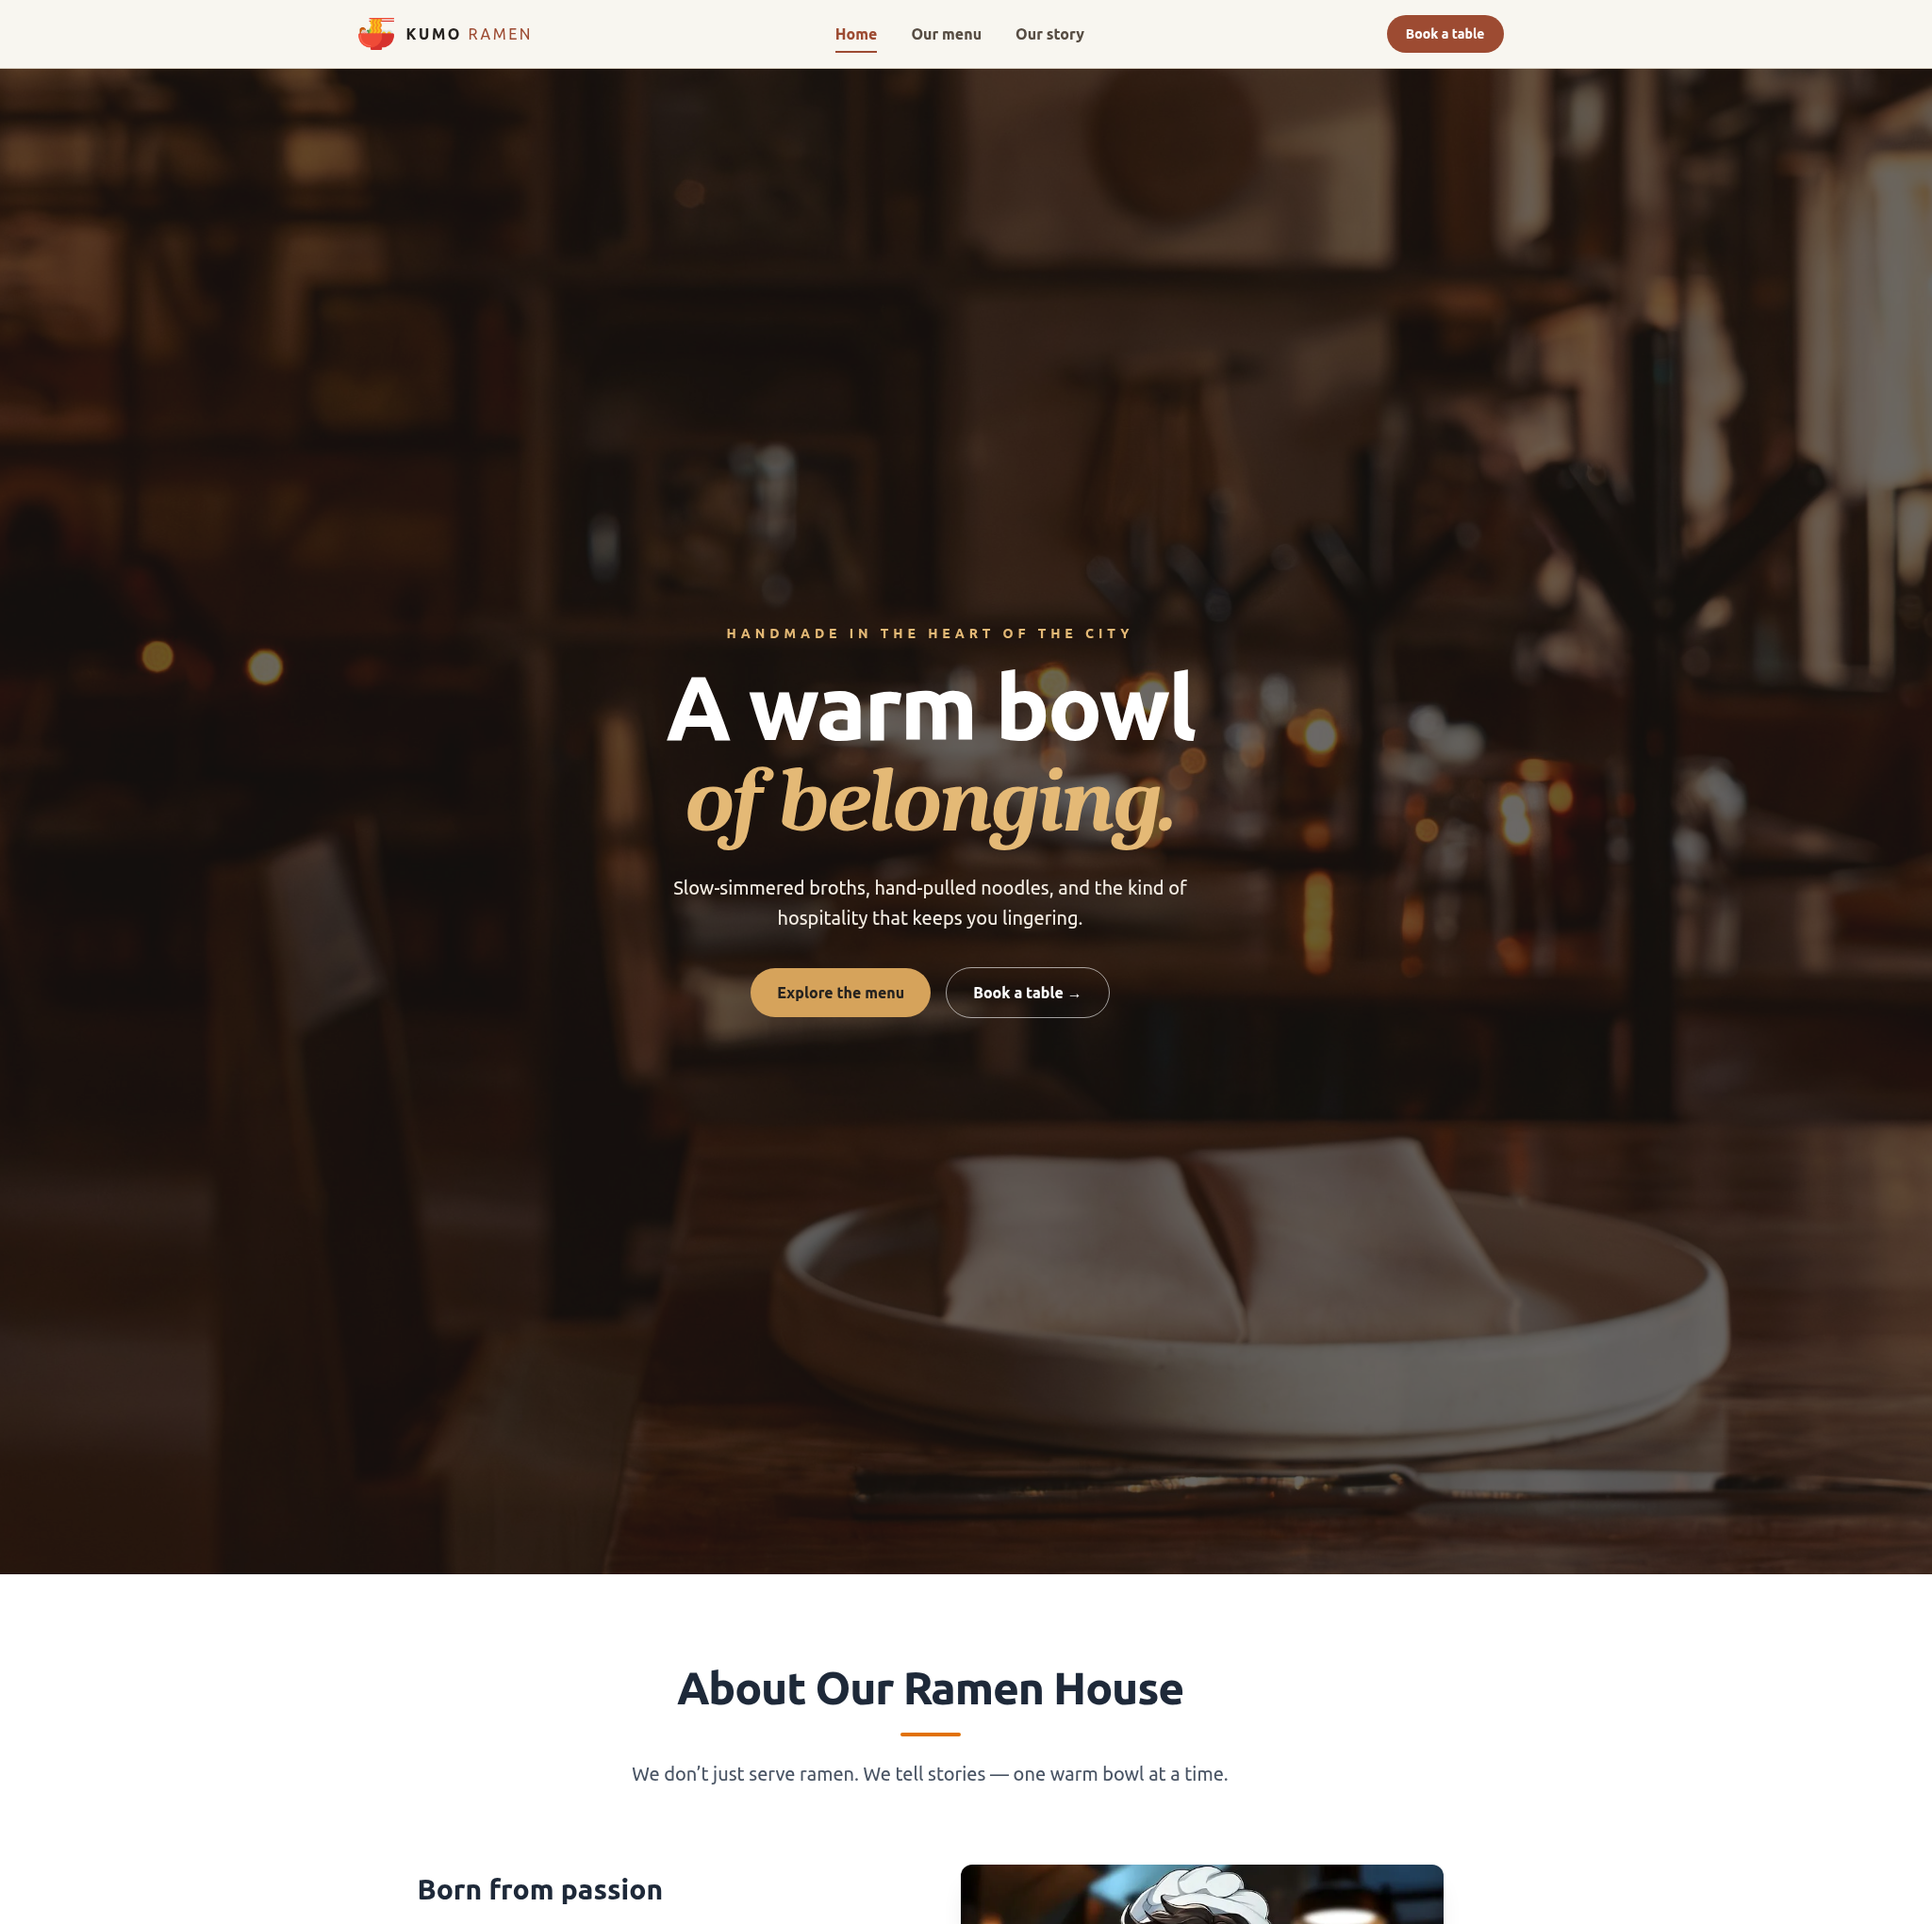 KUMO RAMEN
Home
Our menu
Our story
Book a table
HANDMADE IN THE HEART OF THE CITY
A warm bowl
of belonging.
Slow-simmered broths, hand-pulled noodles, and the kind of
hospitality that keeps you lingering.
Explore the menu
Book a table →
About Our Ramen House
We don’t just serve ramen. We tell stories — one warm bowl at a time.
Born from passion